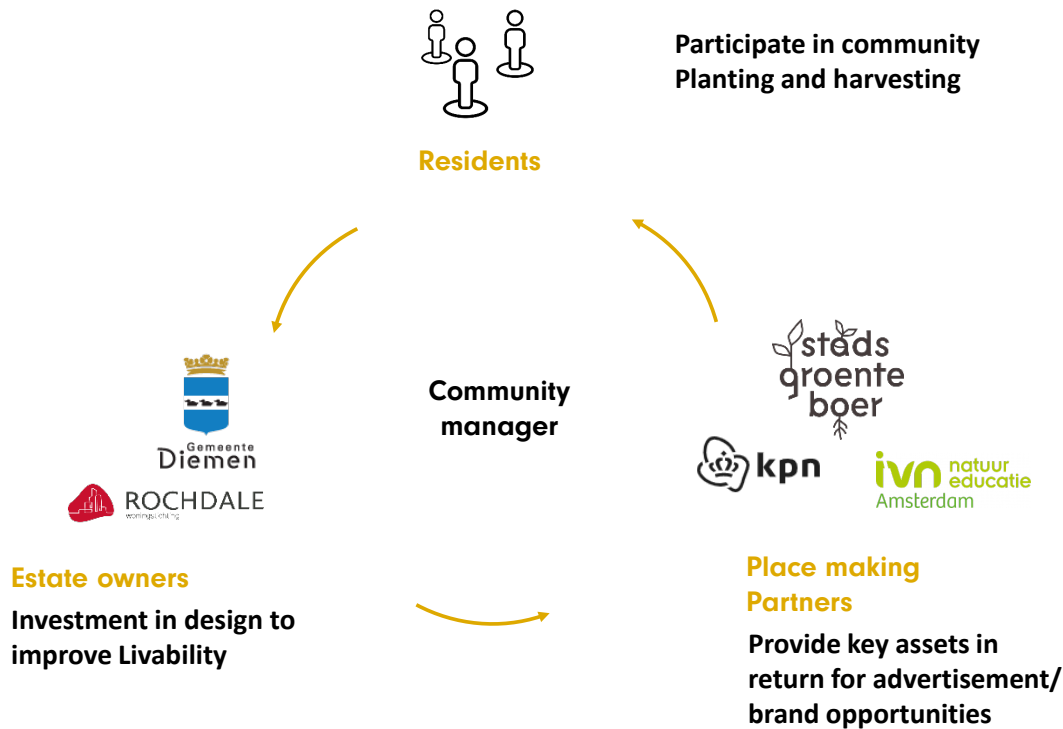 Participate in community
Planting and harvesting
Residents
Community
manager
Gemeente
Diemen
ROCHDALE
woningstichting
stads
groente
boer
kpn
ivn natuur
educatie
Amsterdam
Estate owners
Investment in design to
improve Livability
Place making
Partners
Provide key assets in
return for advertisement/
brand opportunities